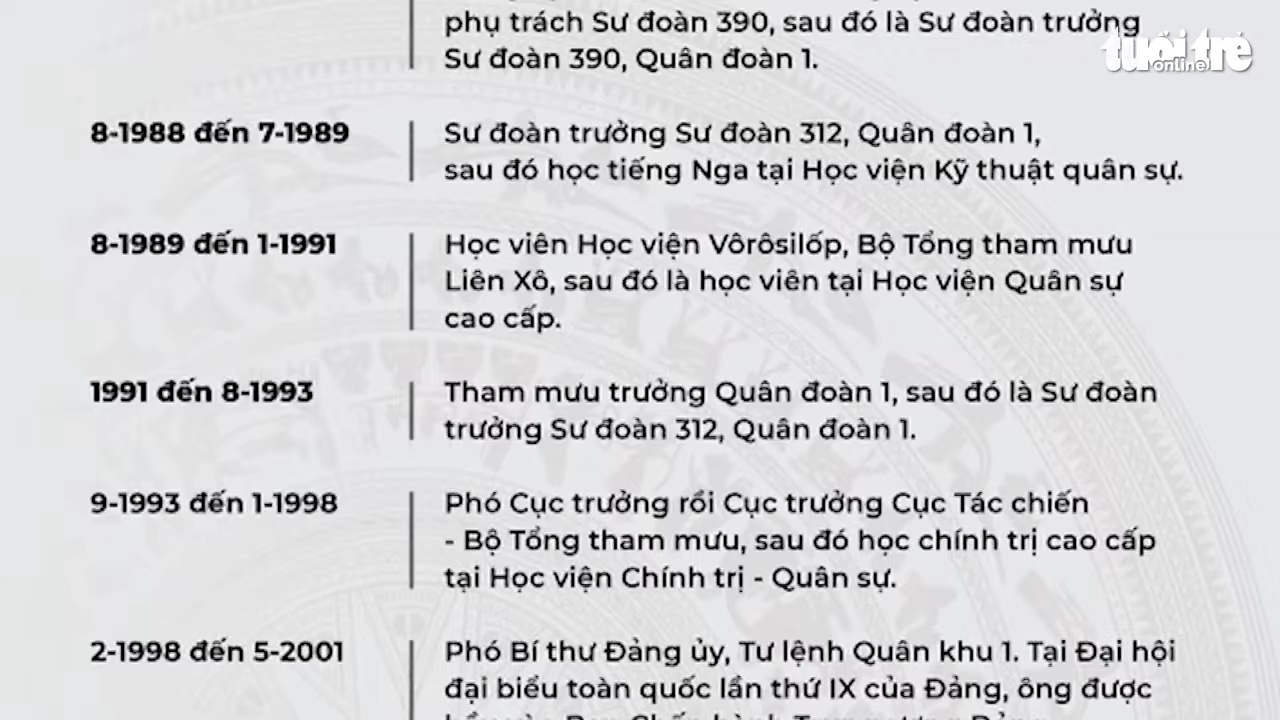 phụ trách Sư đoàn 390, sau đó là Sư đoàn trưởng
Sư đoàn 390, Quân đoàn 1.
tuổi trẻ
online
8-1988 đến 7-1989
Sư đoàn trưởng Sư đoàn 312, Quân đoàn 1,
sau đó học tiếng Nga tại Học viện Kỹ thuật quân sự.
8-1989 đến 1-1991
Học viên Học viện Vôrôsilốp, Bộ Tổng tham mưu
Liên Xô, sau đó là học viên tại Học viện Quân sự
cao cấp.
1991 đến 8-1993
Tham mưu trưởng Quân đoàn 1, sau đó là Sư đoàn
trưởng Sư đoàn 312, Quân đoàn 1.
9-1993 đến 1-1998
Phó Cục trưởng rồi Cục trưởng Cục Tác chiến
- Bộ Tổng tham mưu, sau đó học chính trị cao cấp
tại Học viện Chính trị - Quân sự.
2-1998 đến 5-2001
Phó Bí thư Đảng ủy, Tư lệnh Quân khu 1. Tại Đại hội
đại biểu toàn quốc lần thứ IX của Đảng, ông được